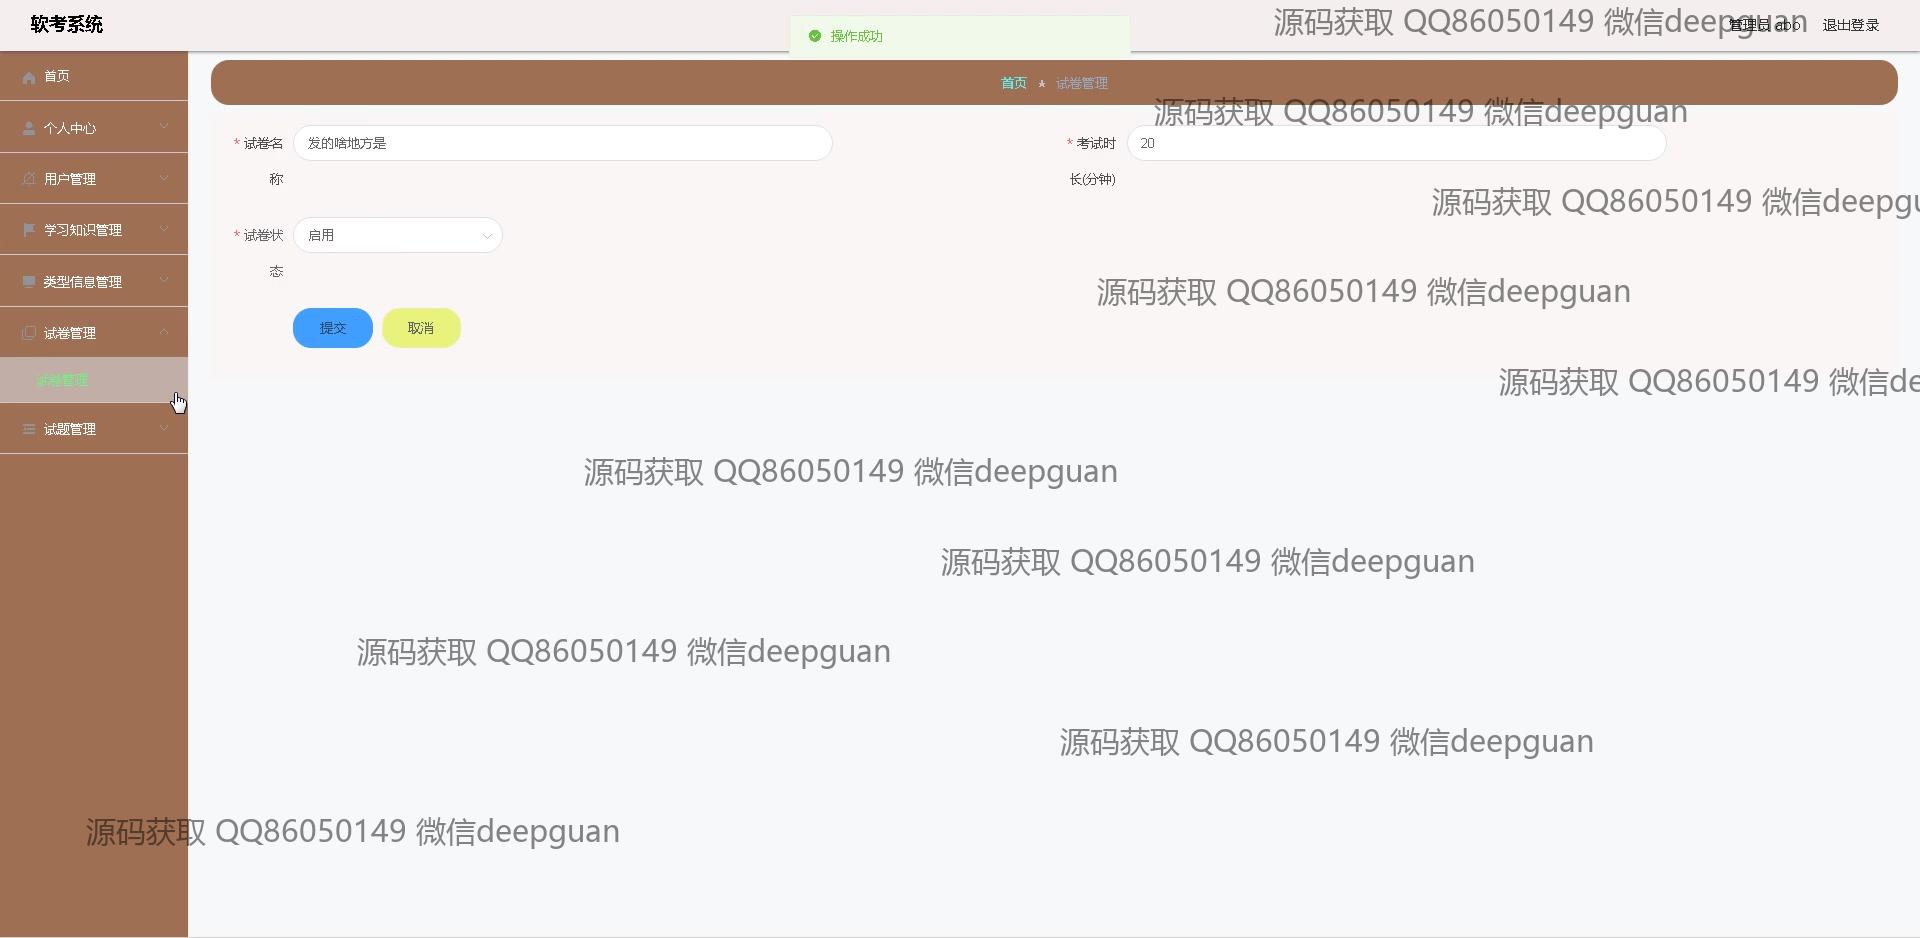 软考系统
操作成功
源码获取 QQ86050149 微信deepguan
管理员 abo
退出登录
首页
首页
试卷管理
源码获取 QQ86050149 微信deepguan
个人中心
* 试卷名称
发的啥地方是
* 考试时长(分钟)
20
用户管理
源码获取 QQ86050149 微信deepgu
学习知识管理
* 试卷状态
启用
类型信息管理
源码获取 QQ86050149 微信deepguan
试卷管理
提交
取消
试卷管理
源码获取 QQ86050149 微信de
试题管理
源码获取 QQ86050149 微信deepguan
源码获取 QQ86050149 微信deepguan
源码获取 QQ86050149 微信deepguan
源码获取 QQ86050149 微信deepguan
源码获取 QQ86050149 微信deepguan